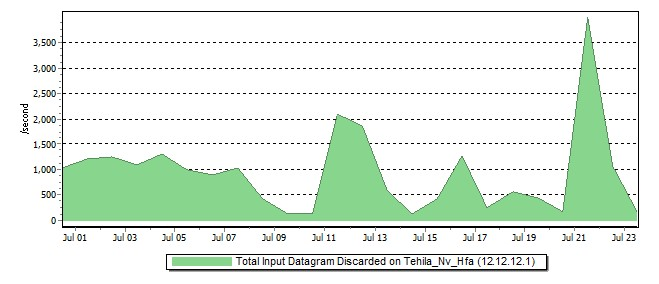 3,500
3,000
2,500
2,000
1,500
1,000
500
0
/second
Jul 01 Jul 03 Jul 05 Jul 07 Jul 09 Jul 11 Jul 13 Jul 15 Jul 17 Jul 19 Jul 21 Jul 23
Total Input Datagram Discarded on Tehila_Nv_Hfa (12.12.12.1)